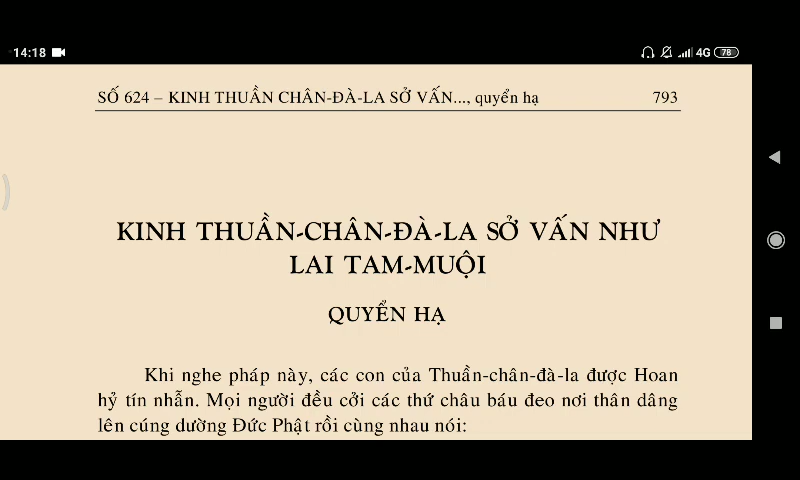 14:18
4G 78
SỐ 624 – KINH THUẦN CHÂN-ĐÀ-LA SỞ VẤN..., quyển hạ 793
KINH THUẦN-CHÂN-ĐÀ-LA SỞ VẤN NHƯ
LAI TAM-MUỘI
QUYỂN HẠ
Khi nghe pháp này, các con của Thuần-chân-đà-la được Hoan
hỷ tín nhẫn. Mọi người đều cởi các thứ châu báu đeo nơi thân dâng
lên cúng dường Đức Phật rồi cùng nhau nói: